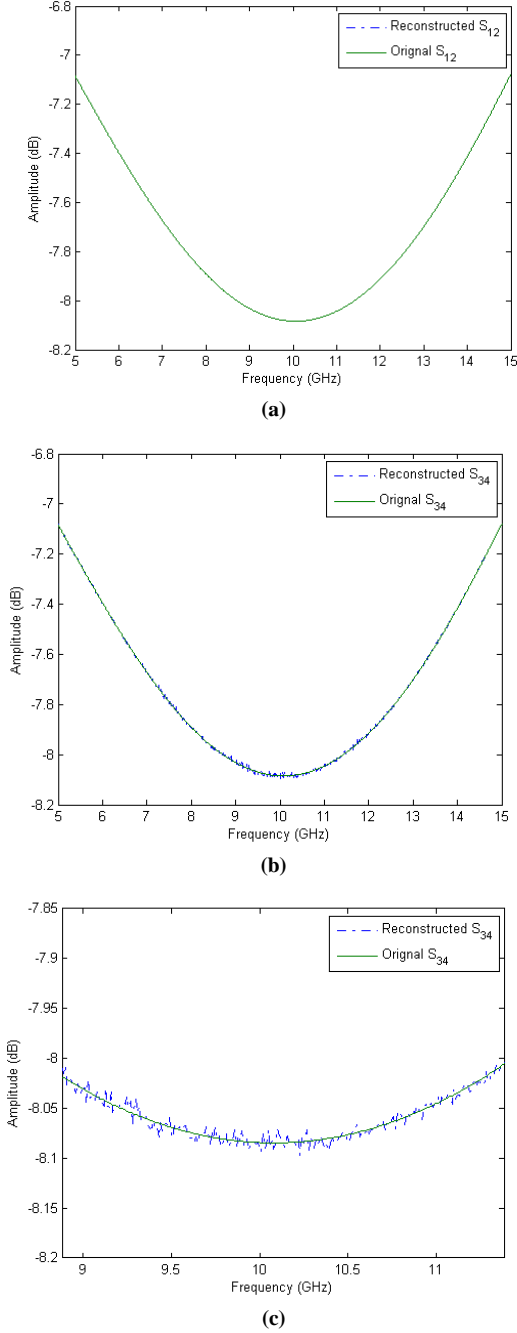 -6.8
-7
-7.2
-7.4
-7.6
-7.8
-8
-8.2
Amplitude (dB)
Reconstructed S12
Orignal S12
5 6 7 8 9 10 11 12 13 14 15
Frequency (GHz)
(a)
-6.8
-7
-7.2
-7.4
-7.6
-7.8
-8
-8.2
Amplitude (dB)
Reconstructed S34
Orignal S34
5 6 7 8 9 10 11 12 13 14 15
Frequency (GHz)
(b)
-7.85
-7.9
-7.95
-8
-8.05
-8.1
-8.15
-8.2
Amplitude (dB)
Reconstructed S34
Orignal S34
9 9.5 10 10.5 11
Frequency (GHz)
(c)